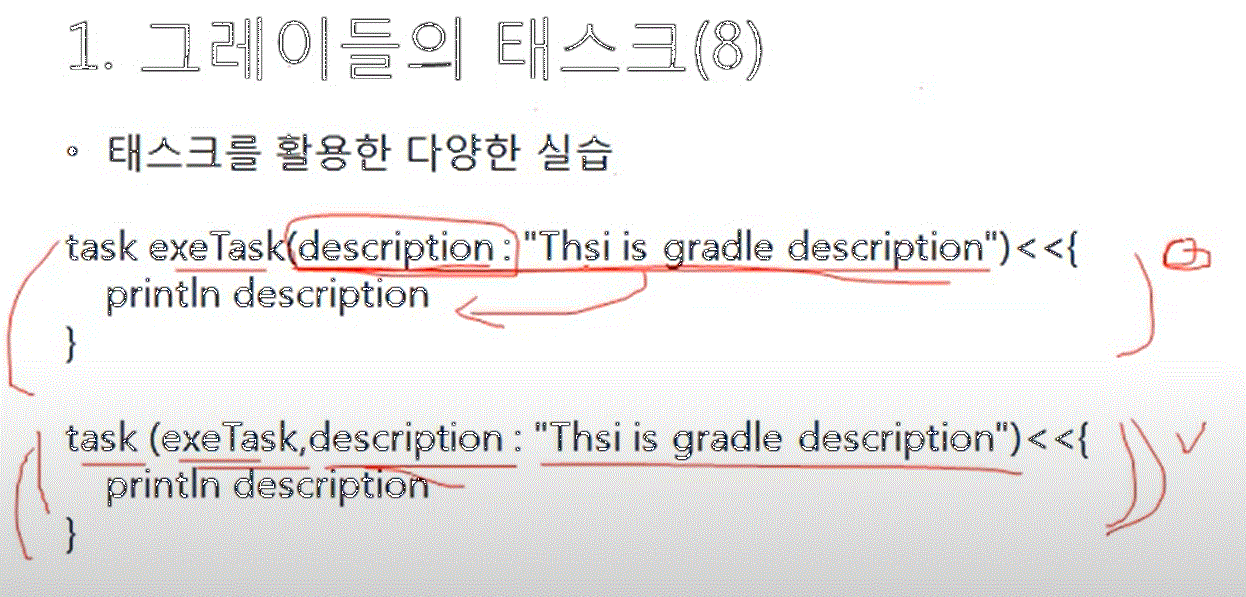 1. 그레이들의 태스크(8)
• 태스크를 활용한 다양한 실습
task exeTask(description : "Thsi is gradle description")<<{
println description
}
task (exeTask,description : "Thsi is gradle description")<<{
println description
}